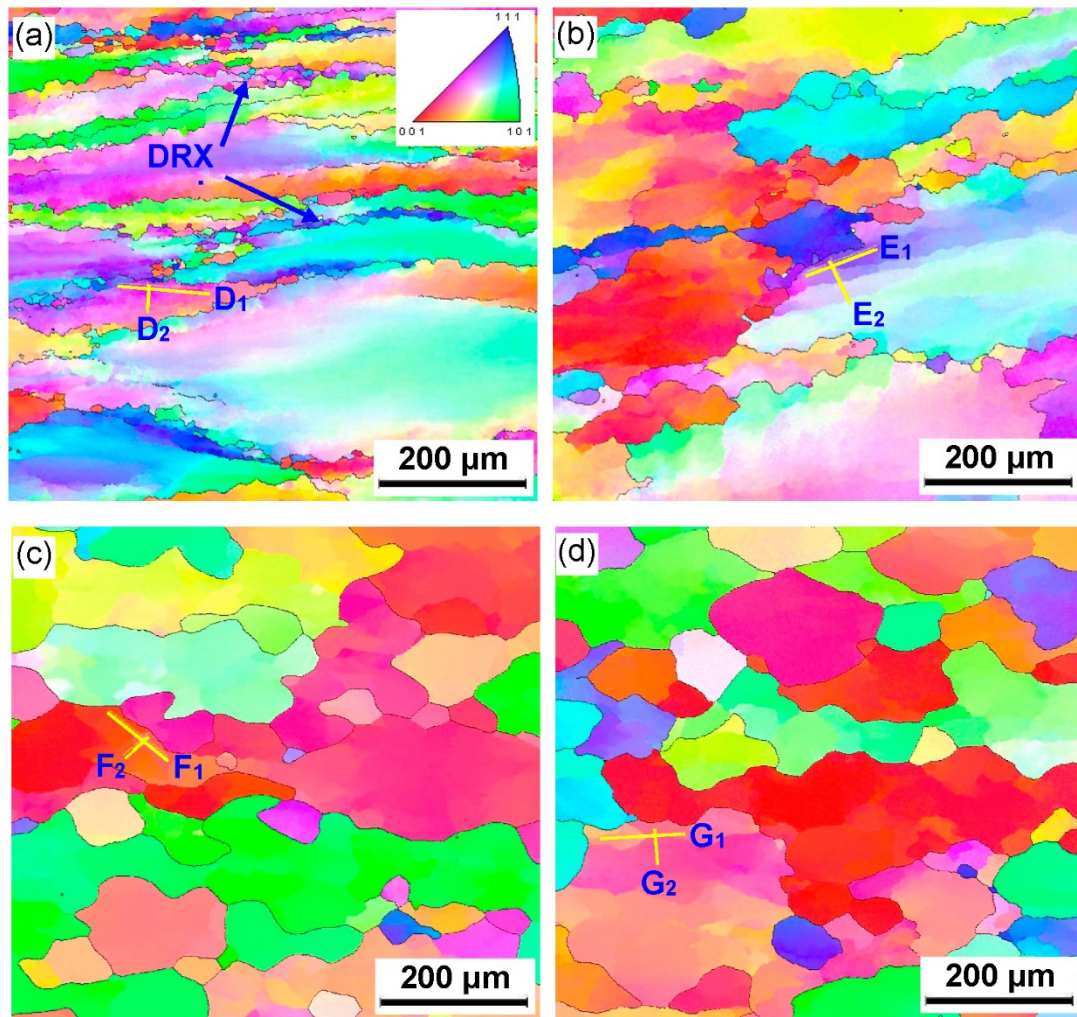 (a)
111
001 101
DRX
D1
D2
200 μm
(b)
E1
E2
200 μm
(c)
F2 F1
200 μm
(d)
G1
G2
200 μm